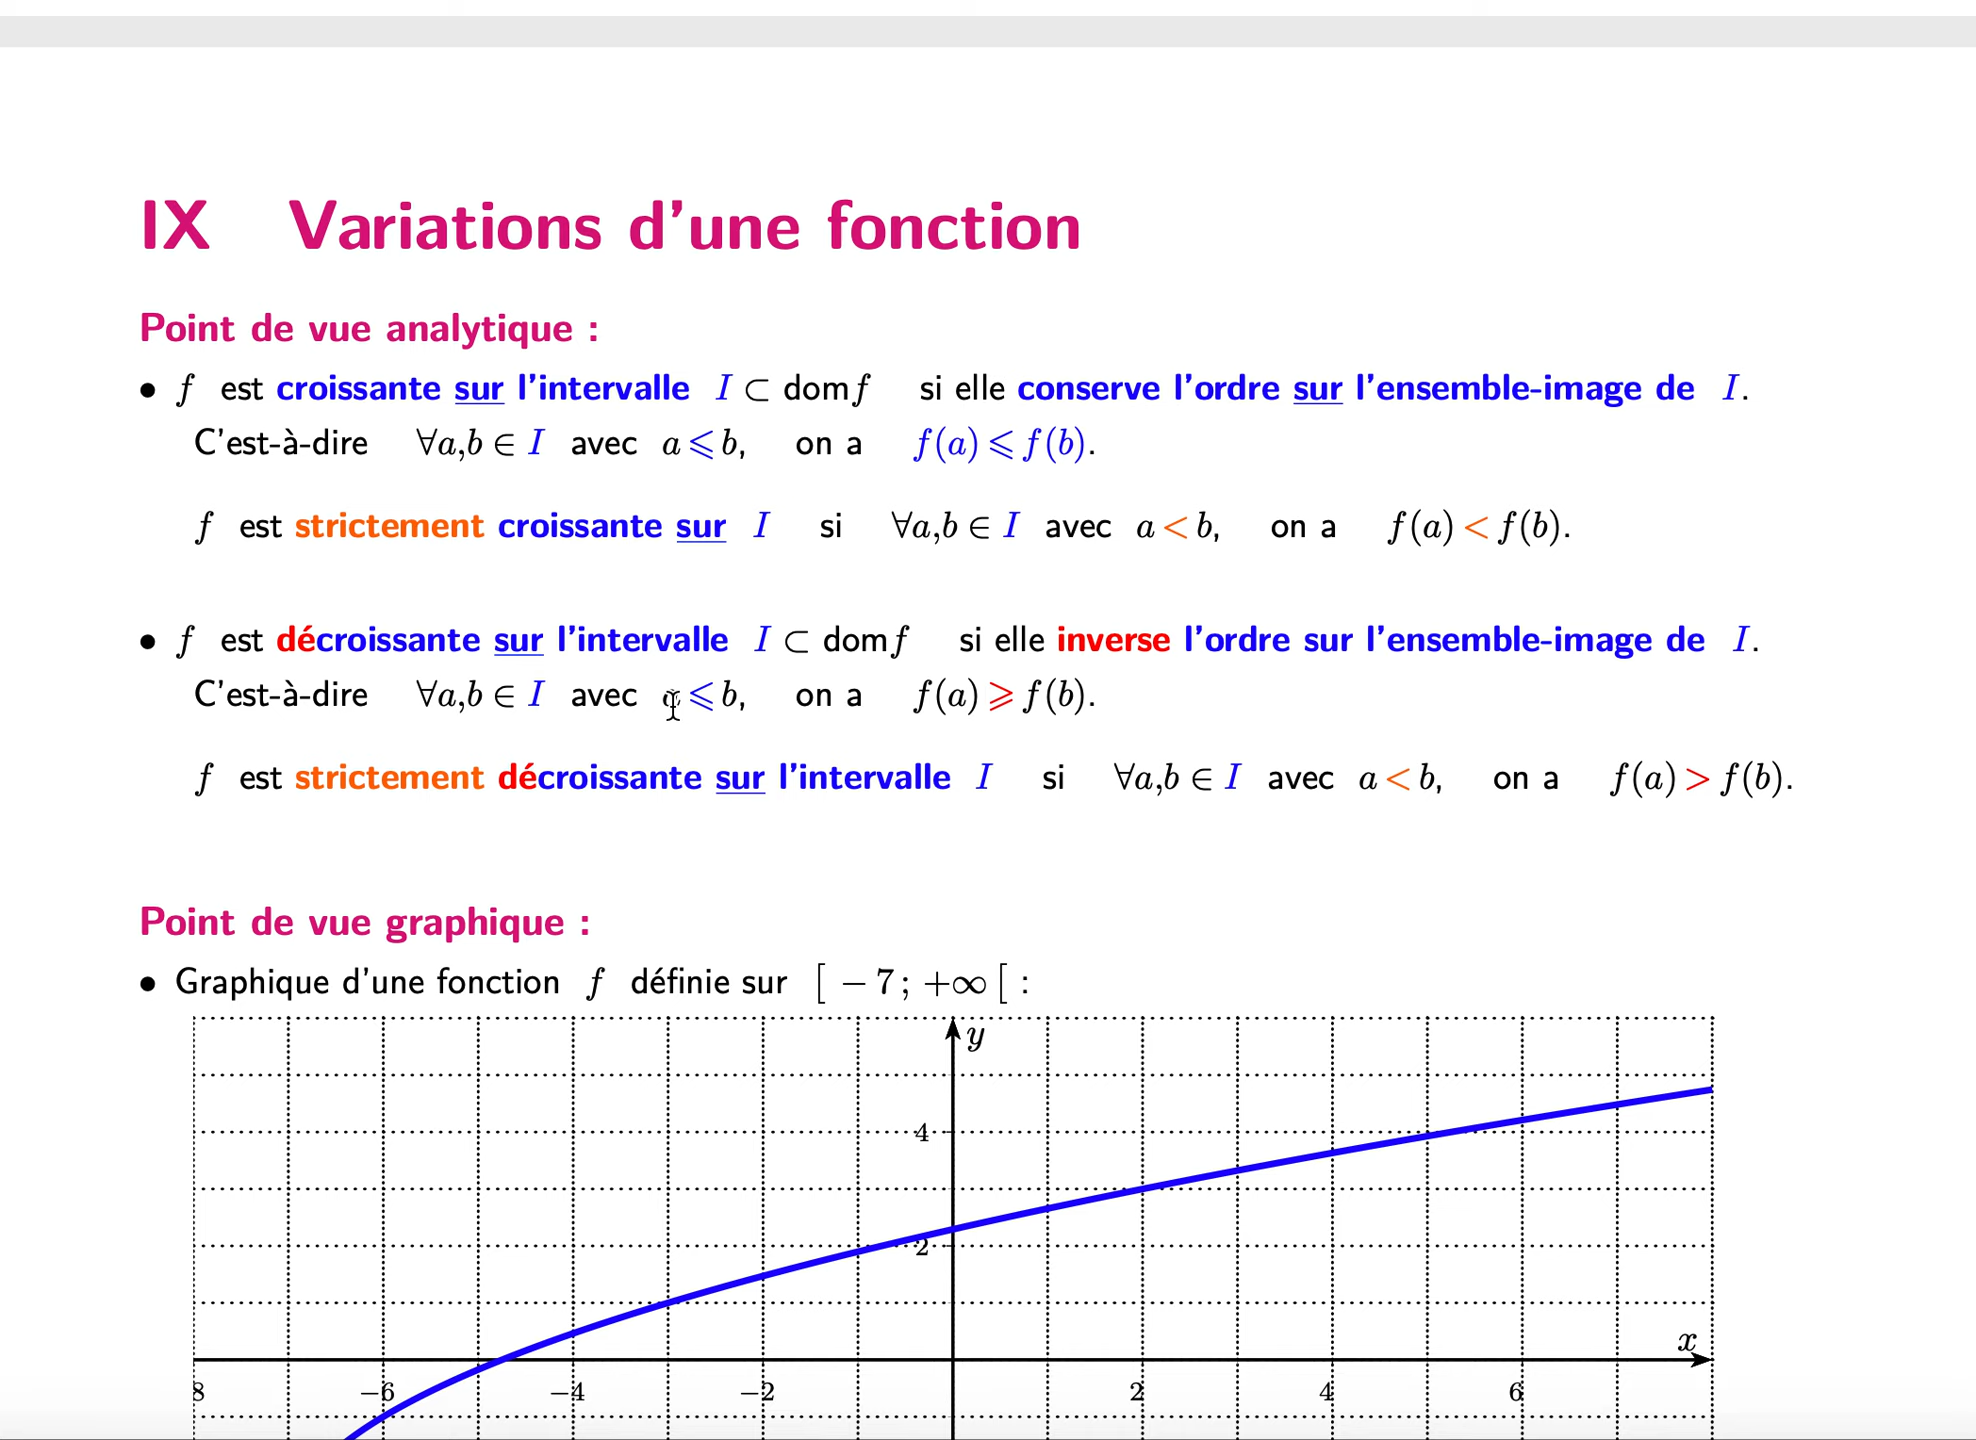 IX Variations d'une fonction
Point de vue analytique :
• f est croissante sur l'intervalle I ⊂ domf si elle conserve l'ordre sur l'ensemble-image de I.
C'est-à-dire ∀a,b ∈ I avec a ⩽ b, on a f(a) ⩽ f(b).
f est strictement croissante sur I si ∀a,b ∈ I avec a < b, on a f(a) < f(b).
• f est décroissante sur l'intervalle I ⊂ domf si elle inverse l'ordre sur l'ensemble-image de I.
C'est-à-dire ∀a,b ∈ I avec a ⩽ b, on a f(a) ⩾ f(b).
f est strictement décroissante sur l'intervalle I si ∀a,b ∈ I avec a < b, on a f(a) > f(b).
Point de vue graphique :
• Graphique d'une fonction f définie sur [ − 7 ; +∞ [ :
y
4
2
x
8 −6 −4 −2 2 4 6